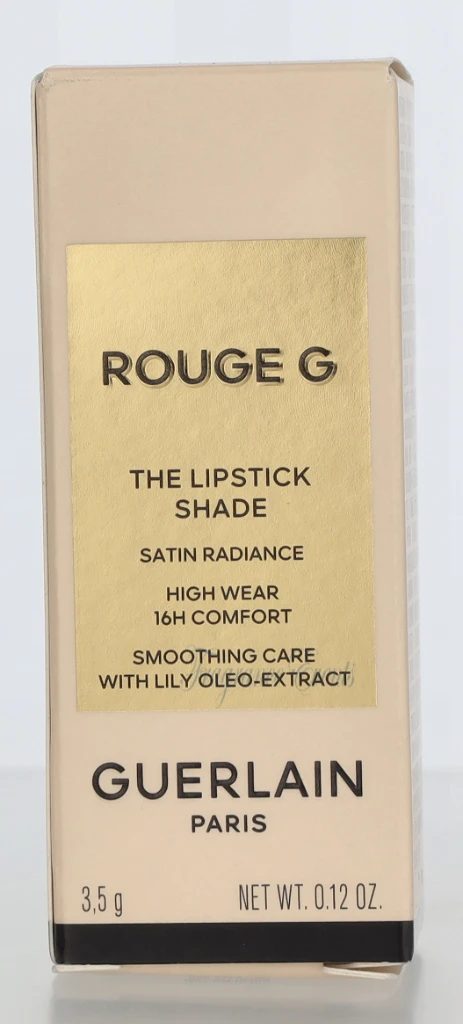 ROUGE G
THE LIPSTICK
SHADE
SATIN RADIANCE
HIGH WEAR
16H COMFORT
SMOOTHING CARE
WITH LILY OLEO-EXTRACT
GUERLAIN
PARIS
3,5 g NET WT. 0.12 OZ.